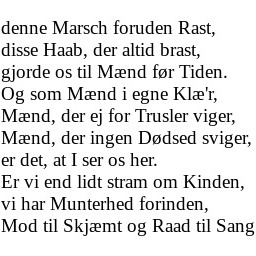 denne Marsch foruden Rast,
disse Haab, der altid brast,
gjorde os til Mænd før Tiden.
Og som Mænd i egne Klæ'r,
Mænd, der ej for Trusler viger,
Mænd, der ingen Dødsed sviger,
er det, at I ser os her.
Er vi end lidt stram om Kinden,
vi har Munterhed forinden,
Mod til Skjæmt og Raad til Sang